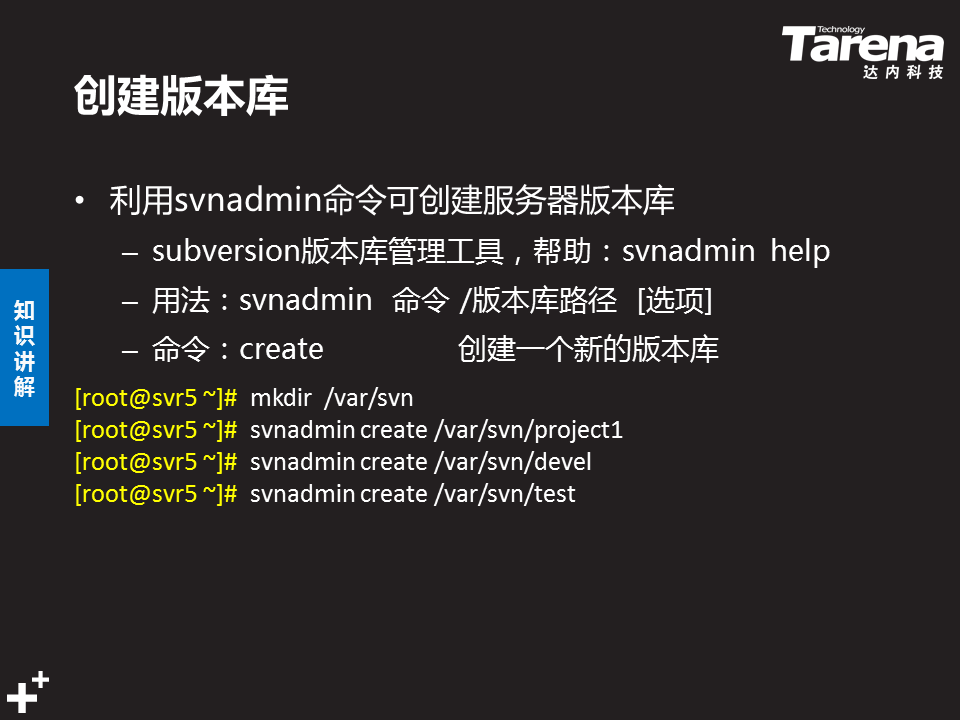 Technology
Tarena
达内科技
创建版本库
• 利用svnadmin命令可创建服务器版本库
– subversion版本库管理工具，帮助：svnadmin help
– 用法：svnadmin 命令 /版本库路径 [选项]
– 命令：create 创建一个新的版本库
知识讲解
[root@svr5 ~]# mkdir /var/svn
[root@svr5 ~]# svnadmin create /var/svn/project1
[root@svr5 ~]# svnadmin create /var/svn/devel
[root@svr5 ~]# svnadmin create /var/svn/test